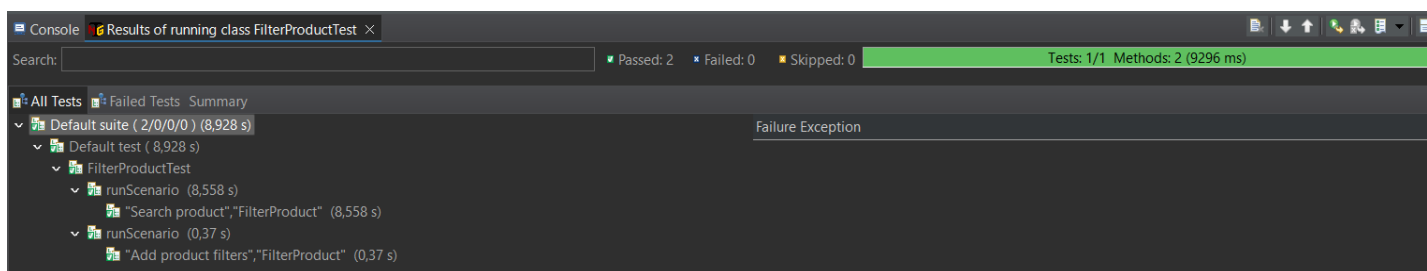 Console Results of running class FilterProductTest
Search: Passed: 2 Failed: 0 Skipped: 0 Tests: 1/1 Methods: 2 (9296 ms)
All Tests Failed Tests Summary
Default suite ( 2/0/0/0 ) (8,928 s) Failure Exception
Default test ( 8,928 s)
FilterProductTest
runScenario (8,558 s)
"Search product","FilterProduct" (8,558 s)
runScenario (0,37 s)
"Add product filters","FilterProduct" (0,37 s)